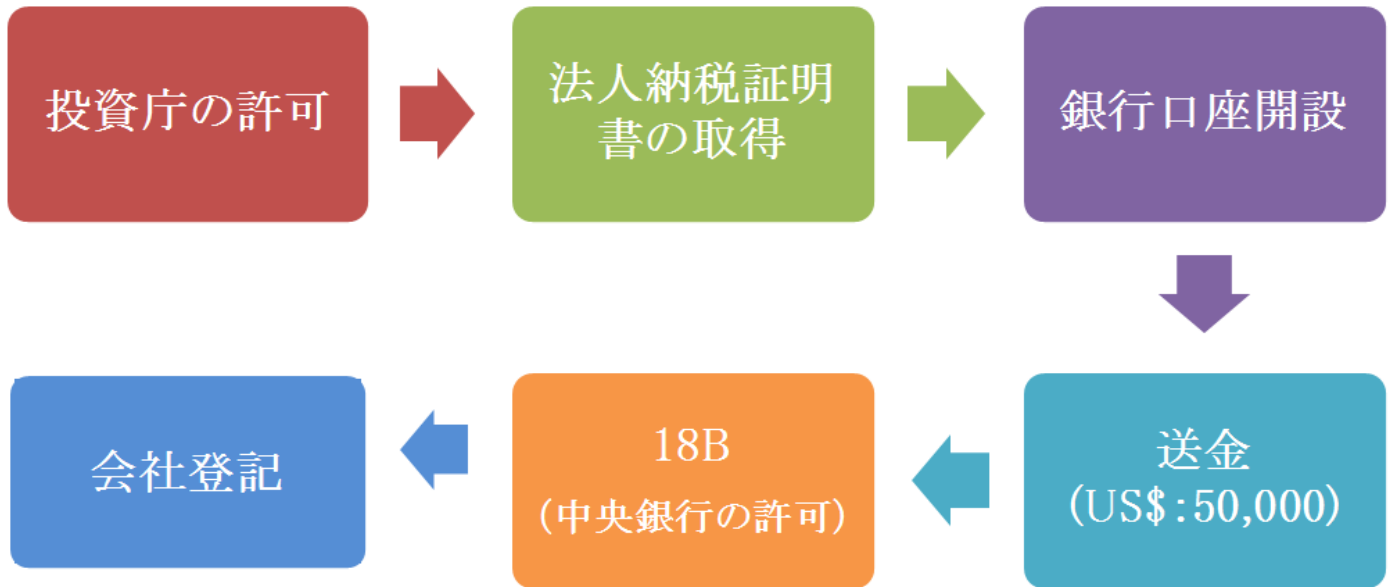 投資庁の許可
法人納税証明
書の取得
銀行口座開設
送金
(US$:50,000)
18B
(中央銀行の許可)
会社登記